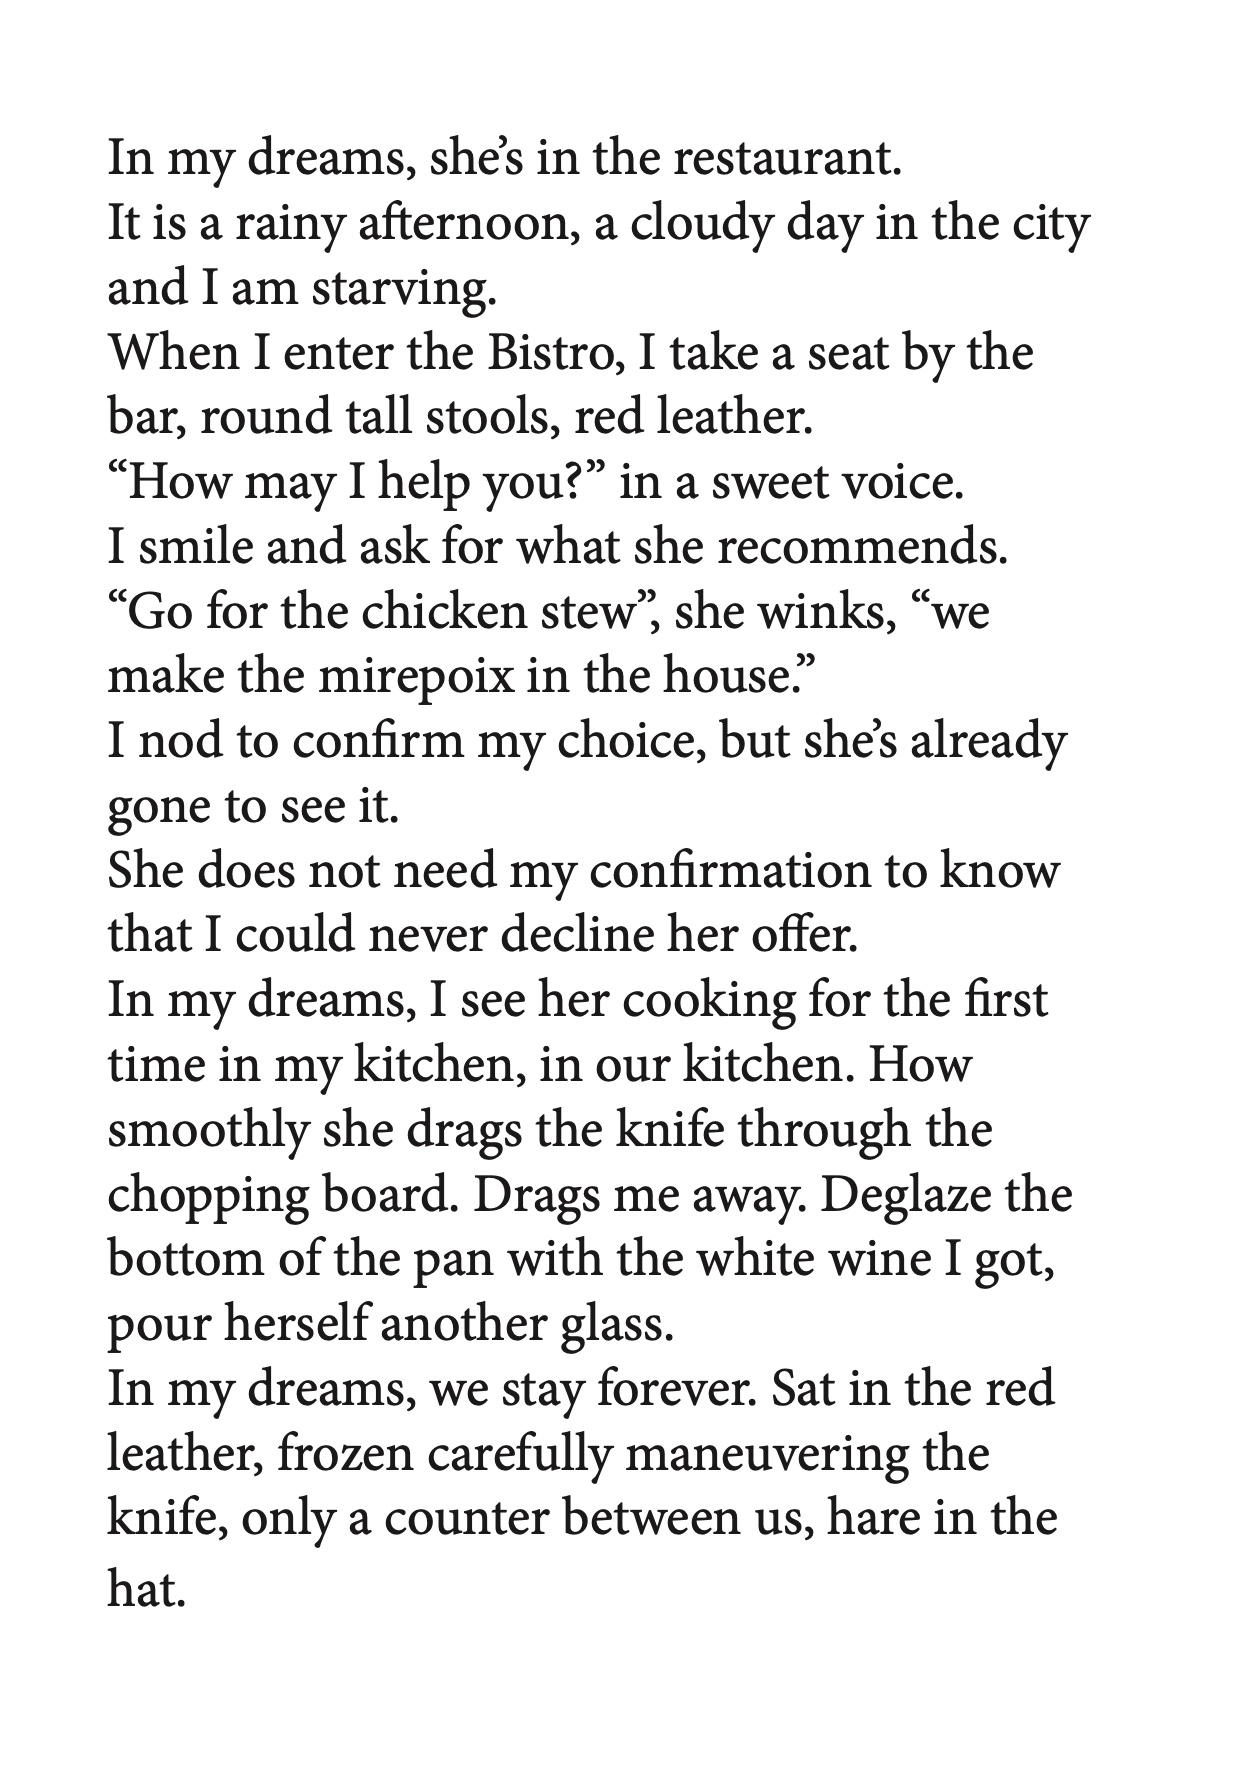 In my dreams, she’s in the restaurant.
It is a rainy afternoon, a cloudy day in the city
and I am starving.
When I enter the Bistro, I take a seat by the
bar, round tall stools, red leather.
“How may I help you?” in a sweet voice.
I smile and ask for what she recommends.
“Go for the chicken stew”, she winks, “we
make the mirepoix in the house.”
I nod to confirm my choice, but she’s already
gone to see it.
She does not need my confirmation to know
that I could never decline her offer.
In my dreams, I see her cooking for the first
time in my kitchen, in our kitchen. How
smoothly she drags the knife through the
chopping board. Drags me away. Deglaze the
bottom of the pan with the white wine I got,
pour herself another glass.
In my dreams, we stay forever. Sat in the red
leather, frozen carefully maneuvering the
knife, only a counter between us, hare in the
hat.